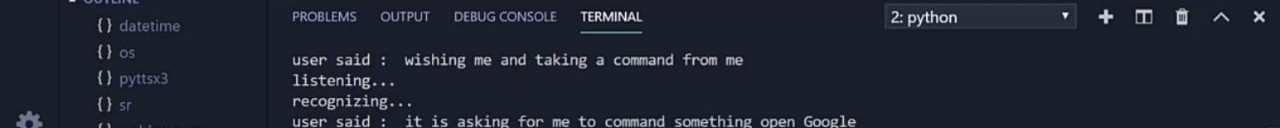 OUTLINE
{} datetime
{} os
{} pyttsx3
{} sr
PROBLEMS OUTPUT DEBUG CONSOLE TERMINAL
2: python
user said :  wishing me and taking a command from me
listening...
recognizing...
user said :  it is asking for me to command something open Google